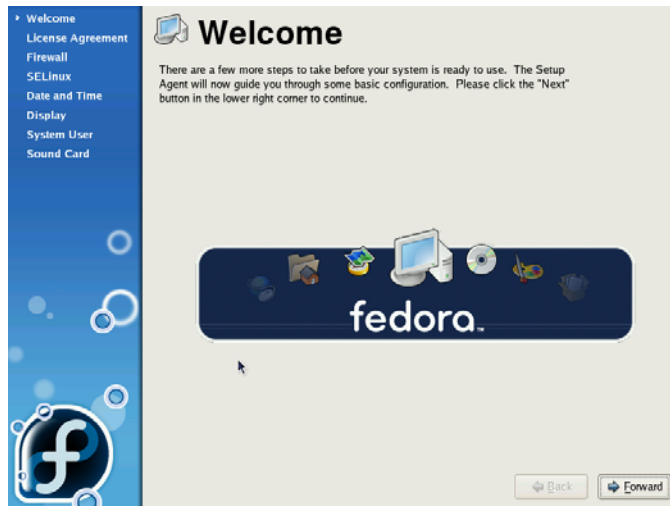 Welcome
License Agreement
Firewall
SELinux
Date and Time
Display
System User
Sound Card
Welcome
There are a few more steps to take before your system is ready to use. The Setup
Agent will now guide you through some basic configuration. Please click the "Next"
button in the lower right corner to continue.
fedora™
Back
Forward